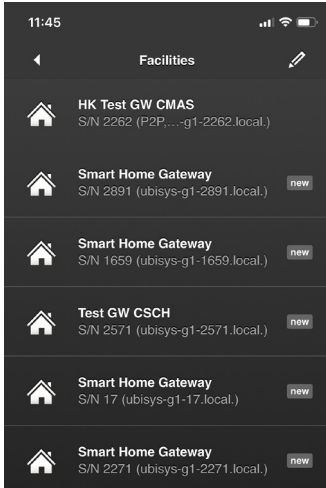 11:45
Facilities
HK Test GW CMAS
S/N 2262 (P2P,...-g1-2262.local.)
Smart Home Gateway
S/N 2891 (ubisys-g1-2891.local.)
new
Smart Home Gateway
S/N 1659 (ubisys-g1-1659.local.)
new
Test GW CSCH
S/N 2571 (ubisys-g1-2571.local.)
new
Smart Home Gateway
S/N 17 (ubisys-g1-17.local.)
new
Smart Home Gateway
S/N 2271 (ubisys-g1-2271.local.)
new